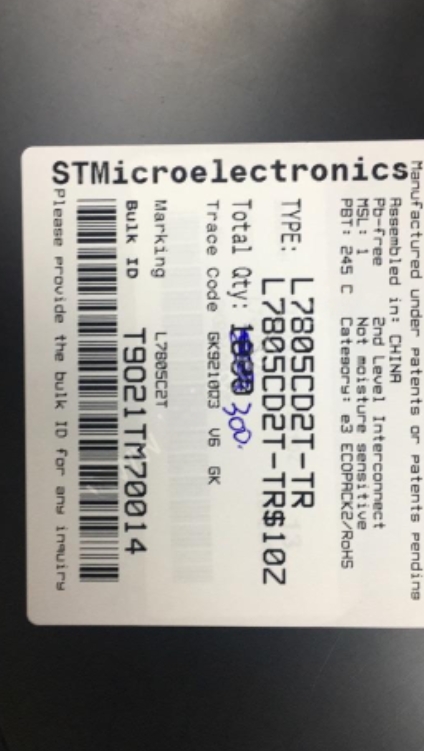 Manufactured under patents or patents pending
Assembled in: CHINA
Pb-free 2nd Level Interconnect
MSL: 1 Not moisture sensitive
PBT: 245 C Category: e3 ECOPACK2/RoHS
STMicroelectronics
TYPE: L7805CD2T-TR
L7805CD2T-TR$10Z
Total Qty: 300.
Trace Code GK9210Q3 V6 GK
Marking L7805C2T
Bulk ID T9021TM70014
Please provide the bulk ID for any inquiry